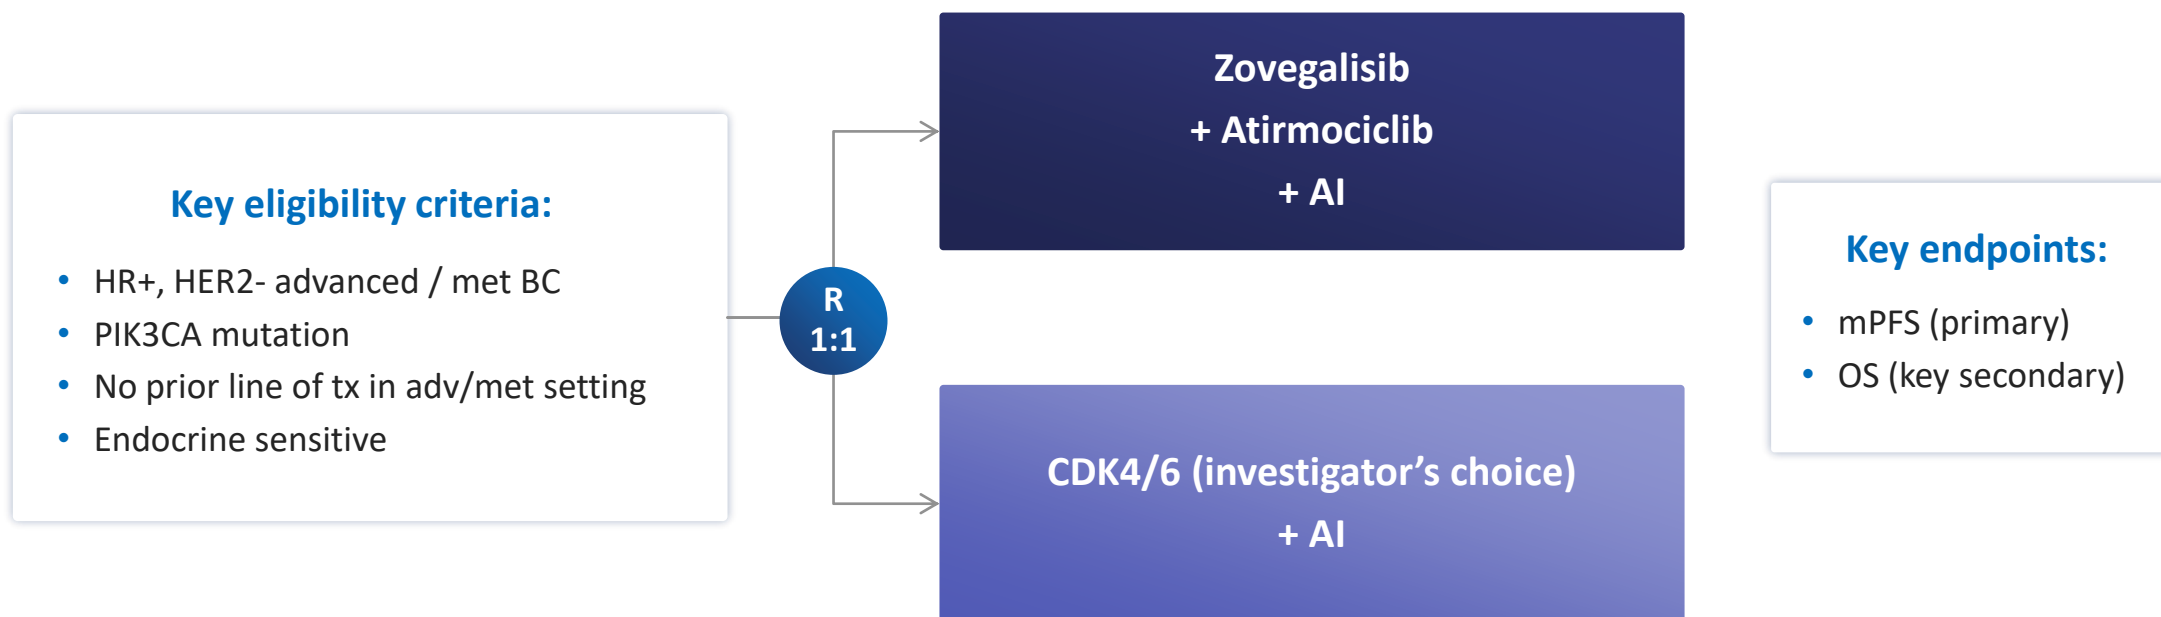 Key eligibility criteria:
• HR+, HER2- advanced / met BC
• PIK3CA mutation
• No prior line of tx in adv/met setting
• Endocrine sensitive
R
1:1
Zovegalisib
+ Atirmociclib
+ AI
CDK4/6 (investigator’s choice)
+ AI
Key endpoints:
• mPFS (primary)
• OS (key secondary)